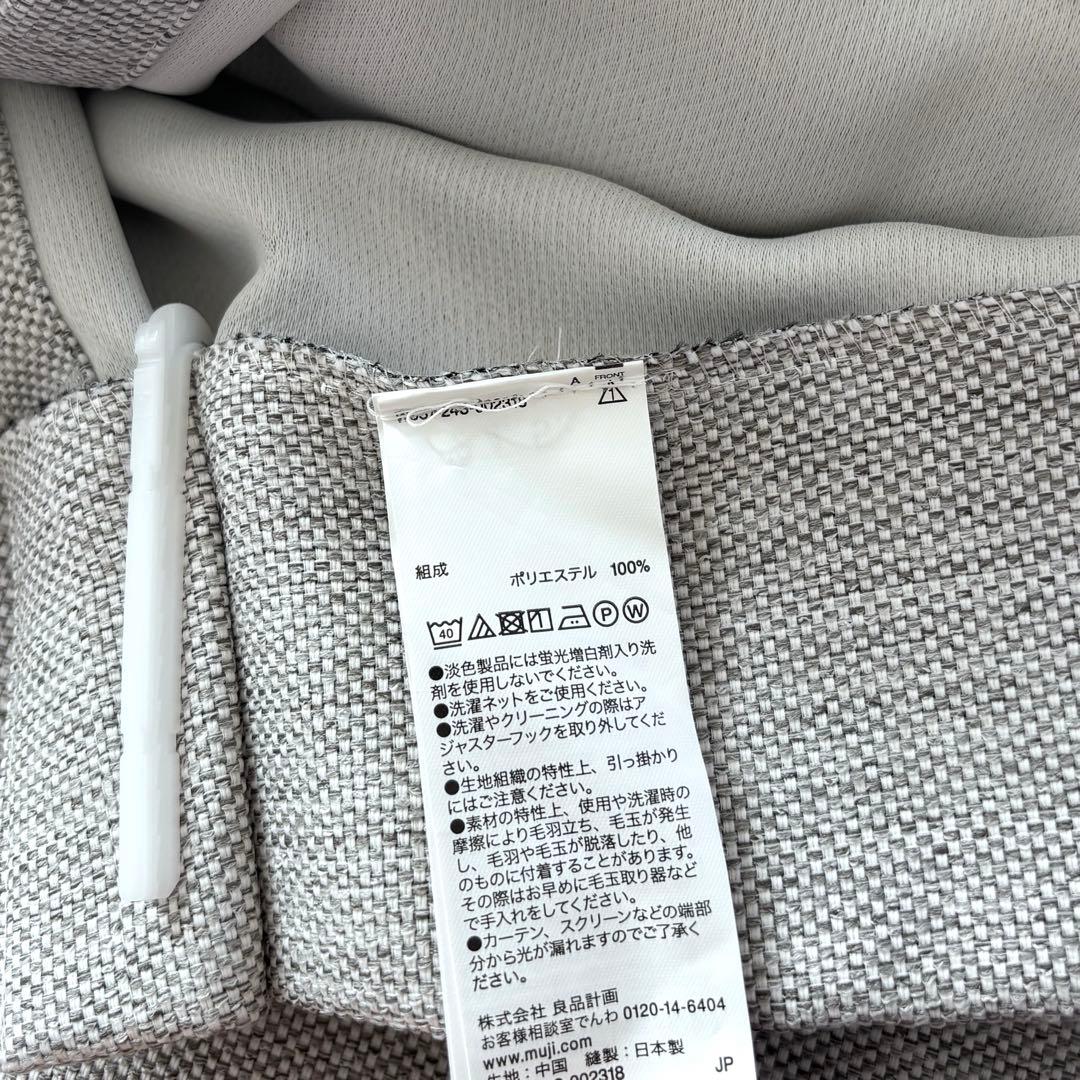 A FRONT
1
組成
ポリエステル 100%
40 P W
●淡色製品には蛍光増白剤入り洗
剤を使用しないでください。
●洗濯ネットをご使用ください。
●洗濯やクリーニングの際はア
ジャスターフックを取り外してくだ
さい。
●生地組織の特性上、引っ掛かり
にはご注意ください。
●素材の特性上、使用や洗濯時の
摩擦により毛羽立ち、毛玉が発生
し、毛羽や毛玉が脱落したり、他
のものに付着することがあります。
その際はお早めに毛玉取り器など
で手入れをしてください。
●カーテン、スクリーンなどの端部
分から光が漏れますのでご了承く
ださい。
株式会社 良品計画
お客様相談室でんわ 0120-14-6404
www.muji.com
生地：中国 縫製：日本製 JP
002318